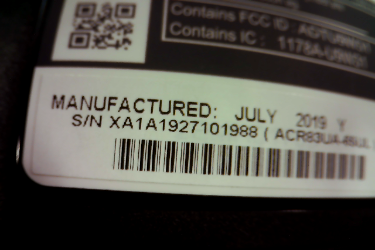 Contains FCC ID :
Contains IC :
MANUFACTURED: JULY 2019 Y
S/N XA1A1927101988 (